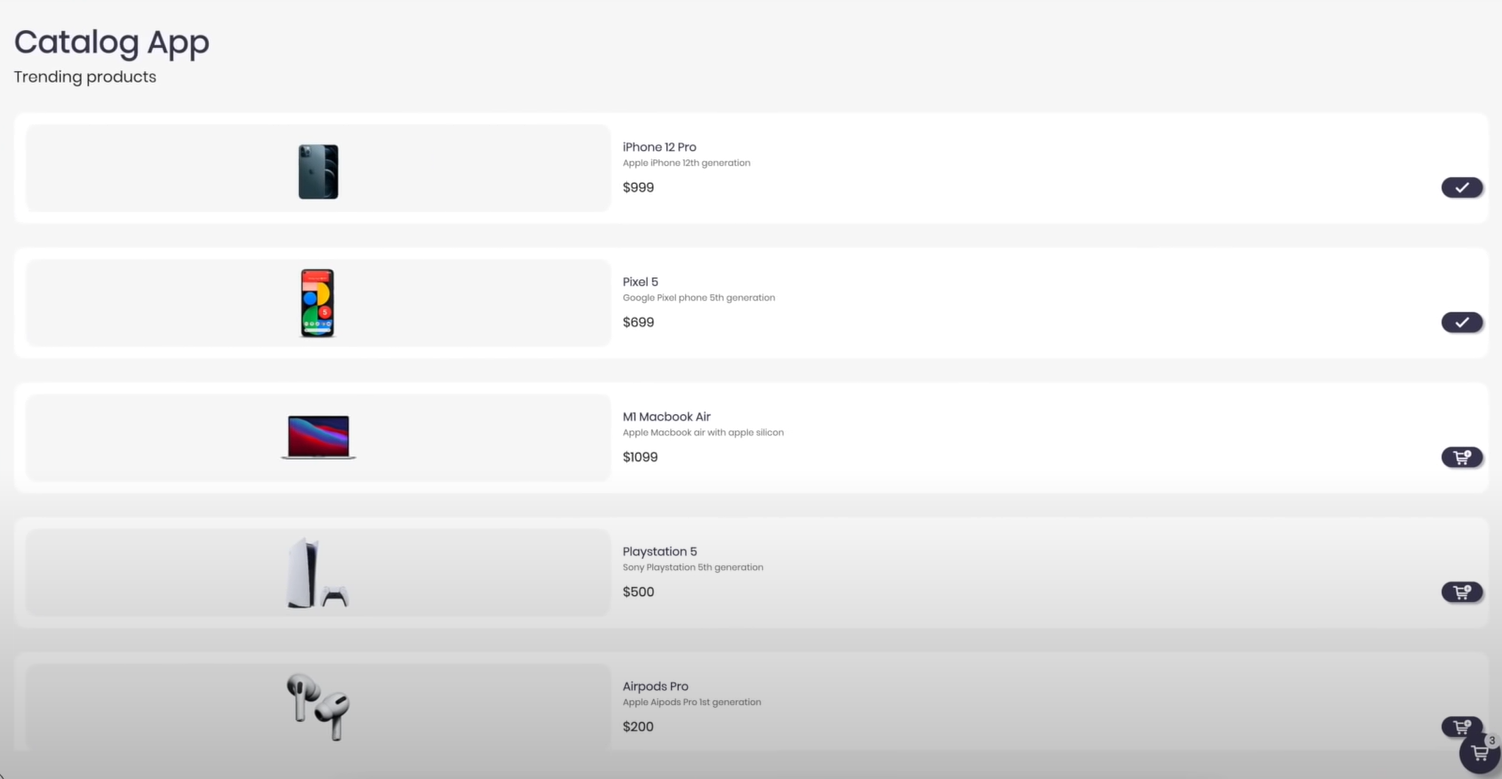 Catalog App
Trending products
iPhone 12 Pro
Apple iPhone 12th generation
$999
Pixel 5
Google Pixel phone 5th generation
$699
M1 Macbook Air
Apple Macbook air with apple silicon
$1099
Playstation 5
Sony Playstation 5th generation
$500
Airpods Pro
Apple Aipods Pro 1st generation
$200
3